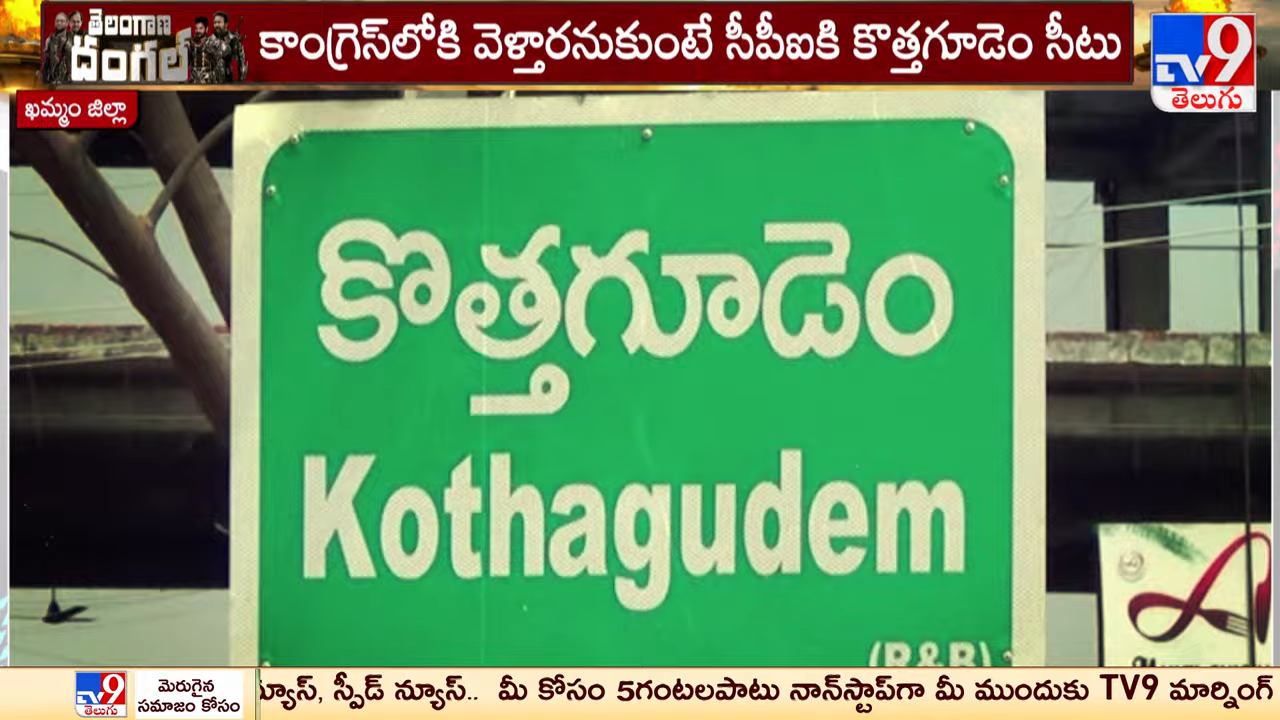 తెలంగాణ
దంగల్
కాంగ్రెస్‌లోకి వెళ్తారనుకుంటే సీపీఐకి కొత్తగూడెం సీటు
TV9
తెలుగు
ఖమ్మం జిల్లా
కొత్తగూడెం
Kothagudem
(R&B)
TV9
తెలుగు
మెరుగైన
సమాజం కోసం
న్యూస్, స్పీడ్ న్యూస్.. మీ కోసం 5గంటలపాటు నాన్‌స్టాప్‌గా మీ ముందుకు TV9 మార్నింగ్